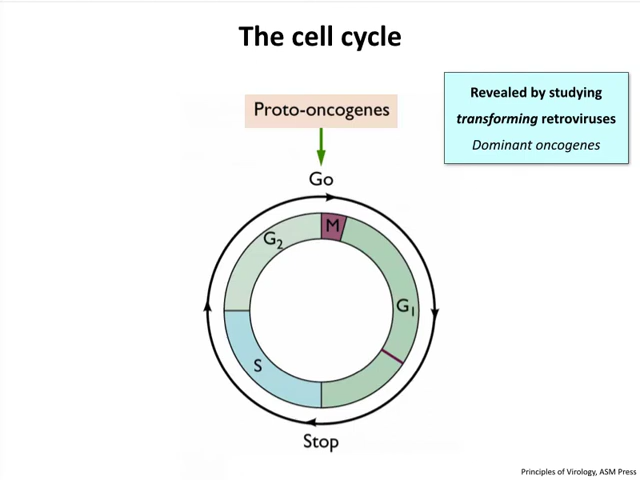 The cell cycle
Revealed by studying
transforming retroviruses
Dominant oncogenes
Proto-oncogenes
Go
M
G₂
G₁
S
Stop
Principles of Virology, ASM Press